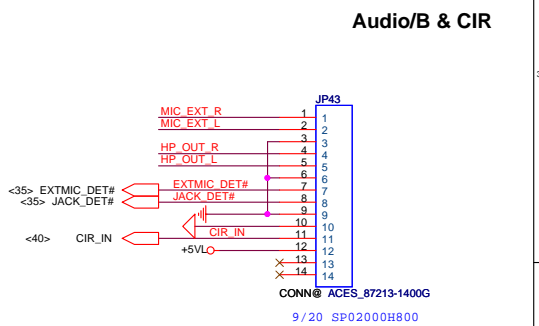 Audio/B & CIR
3
JP43
MIC_EXT_R 1 1
MIC_EXT_L 2 2
3 3
HP_OUT_R 4 4
HP_OUT_L 5 5
6 6
<35> EXTMIC_DET# EXTMIC_DET# 7 7
<35> JACK_DET# JACK_DET# 8 8
9 9
10 10
<40> CIR_IN CIR_IN 11 11
+5VL 12 12
13 13
14 14
CONN@ ACES_87213-1400G
9/20 SP02000H800